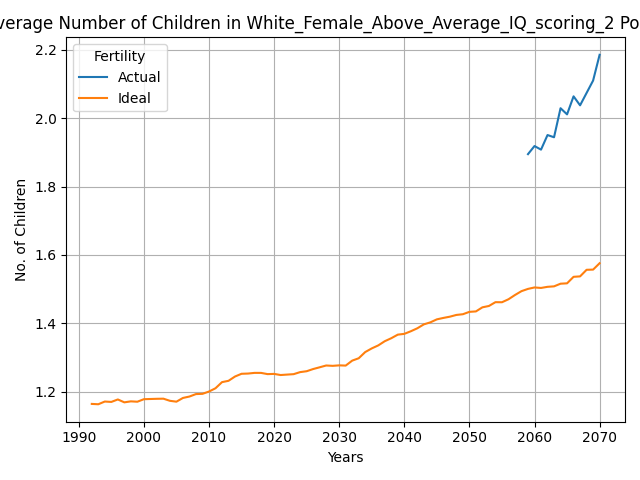 verage Number of Children in White_Female_Above_Average_IQ_scoring_2 Po
Fertility
Actual
Ideal
No. of Children
2.2
2.0
1.8
1.6
1.4
1.2
1990 2000 2010 2020 2030 2040 2050 2060 2070
Years